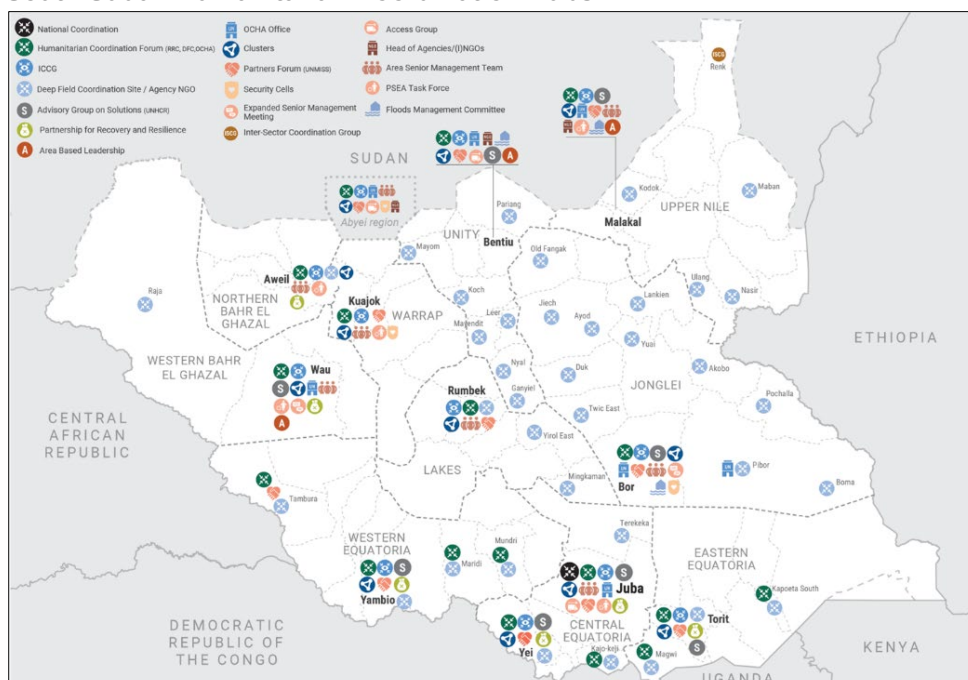 National Coordination
Humanitarian Coordination Forum (RRC, DFC,OCHA)
ICCG
Deep Field Coordination Site / Agency NGO
S Advisory Group on Solutions (UNHCR)
Partnership for Recovery and Resilience
A Area Based Leadership
OCHA Office
Clusters
Partners Forum (UNMISS)
Security Cells
Expanded Senior Management
Meeting
ISCG Inter-Sector Coordination Group
Access Group
Head of Agencies/(I)NGOs
Area Senior Management Team
PSEA Task Force
Floods Management Committee
ISCG
Renk
SUDAN
Abyei region
Kodok
Maban
UPPER NILE
Malakal
Pariang
UNITY
Bentiu
Mayom
Old Fangak
Aweil
Raja
NORTHERN
BAHR EL
GHAZAL
Kuajok
WARRAP
Koch
Leer
Mayendit
Jiech
Ayod
Lankien
Ulang
Nasir
Yuai
ETHIOPIA
WESTERN BAHR
EL GHAZAL
Wau
Rumbek
Nyal
Ganyiel
Duk
JONGLEI
Akobo
Pochalla
Twic East
Yirol East
CENTRAL
AFRICAN
REPUBLIC
LAKES
Mingkaman
Bor
Pibor
Boma
Tambura
WESTERN
EQUATORIA
Mundri
Maridi
Terekeka
EASTERN
EQUATORIA
Yambio
Juba
CENTRAL
EQUATORIA
Kapoeta South
Torit
Yei
Kajo-keji
Magwi
DEMOCRATIC
REPUBLIC OF
THE CONGO
KENYA
UGANDA